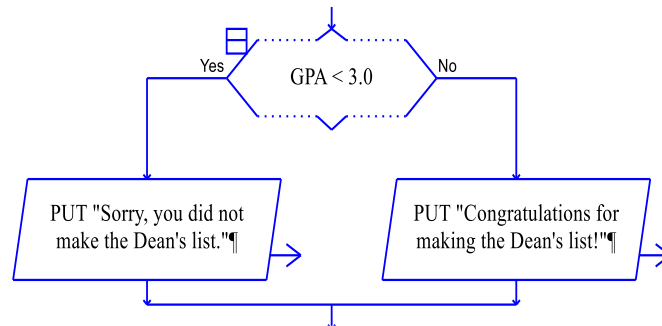 Yes
GPA < 3.0
No
PUT "Sorry, you did not
make the Dean's list."¶
PUT "Congratulations for
making the Dean's list!"¶